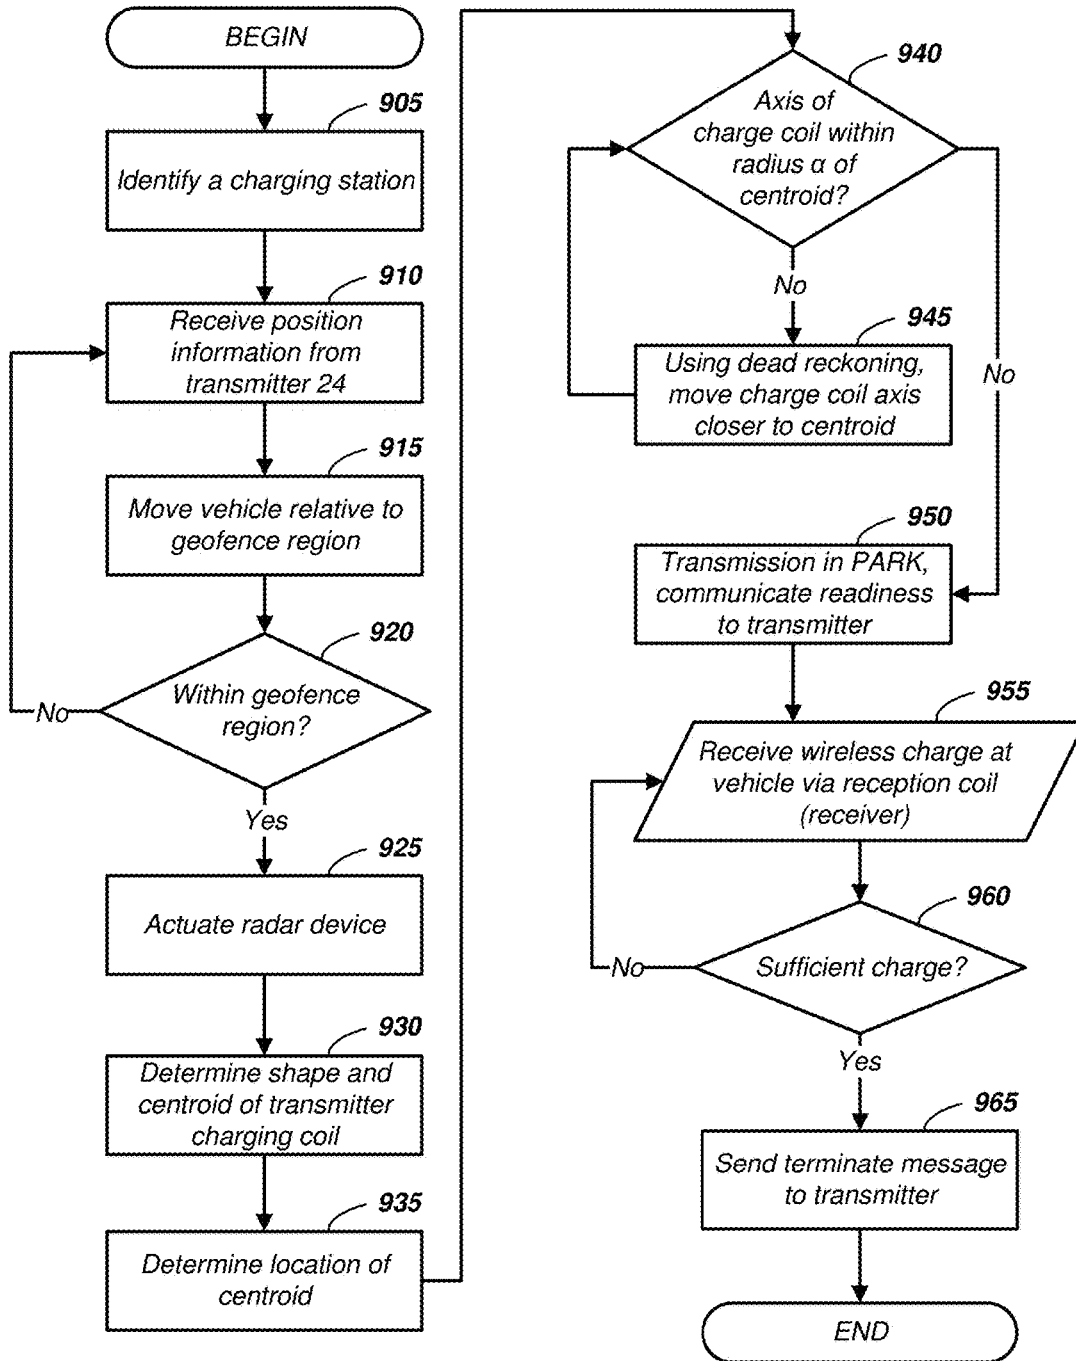 BEGIN
905
Identify a charging station
910
Receive position
information from
transmitter 24
915
Move vehicle relative to
geofence region
920
Within geofence
region?
No
Yes
925
Actuate radar device
930
Determine shape and
centroid of transmitter
charging coil
935
Determine location of
centroid
940
Axis of
charge coil within
radius α of
centroid?
No
No
945
Using dead reckoning,
move charge coil axis
closer to centroid
950
Transmission in PARK,
communicate readiness
to transmitter
955
Receive wireless charge at
vehicle via reception coil
(receiver)
960
Sufficient charge?
No
Yes
965
Send terminate message
to transmitter
END